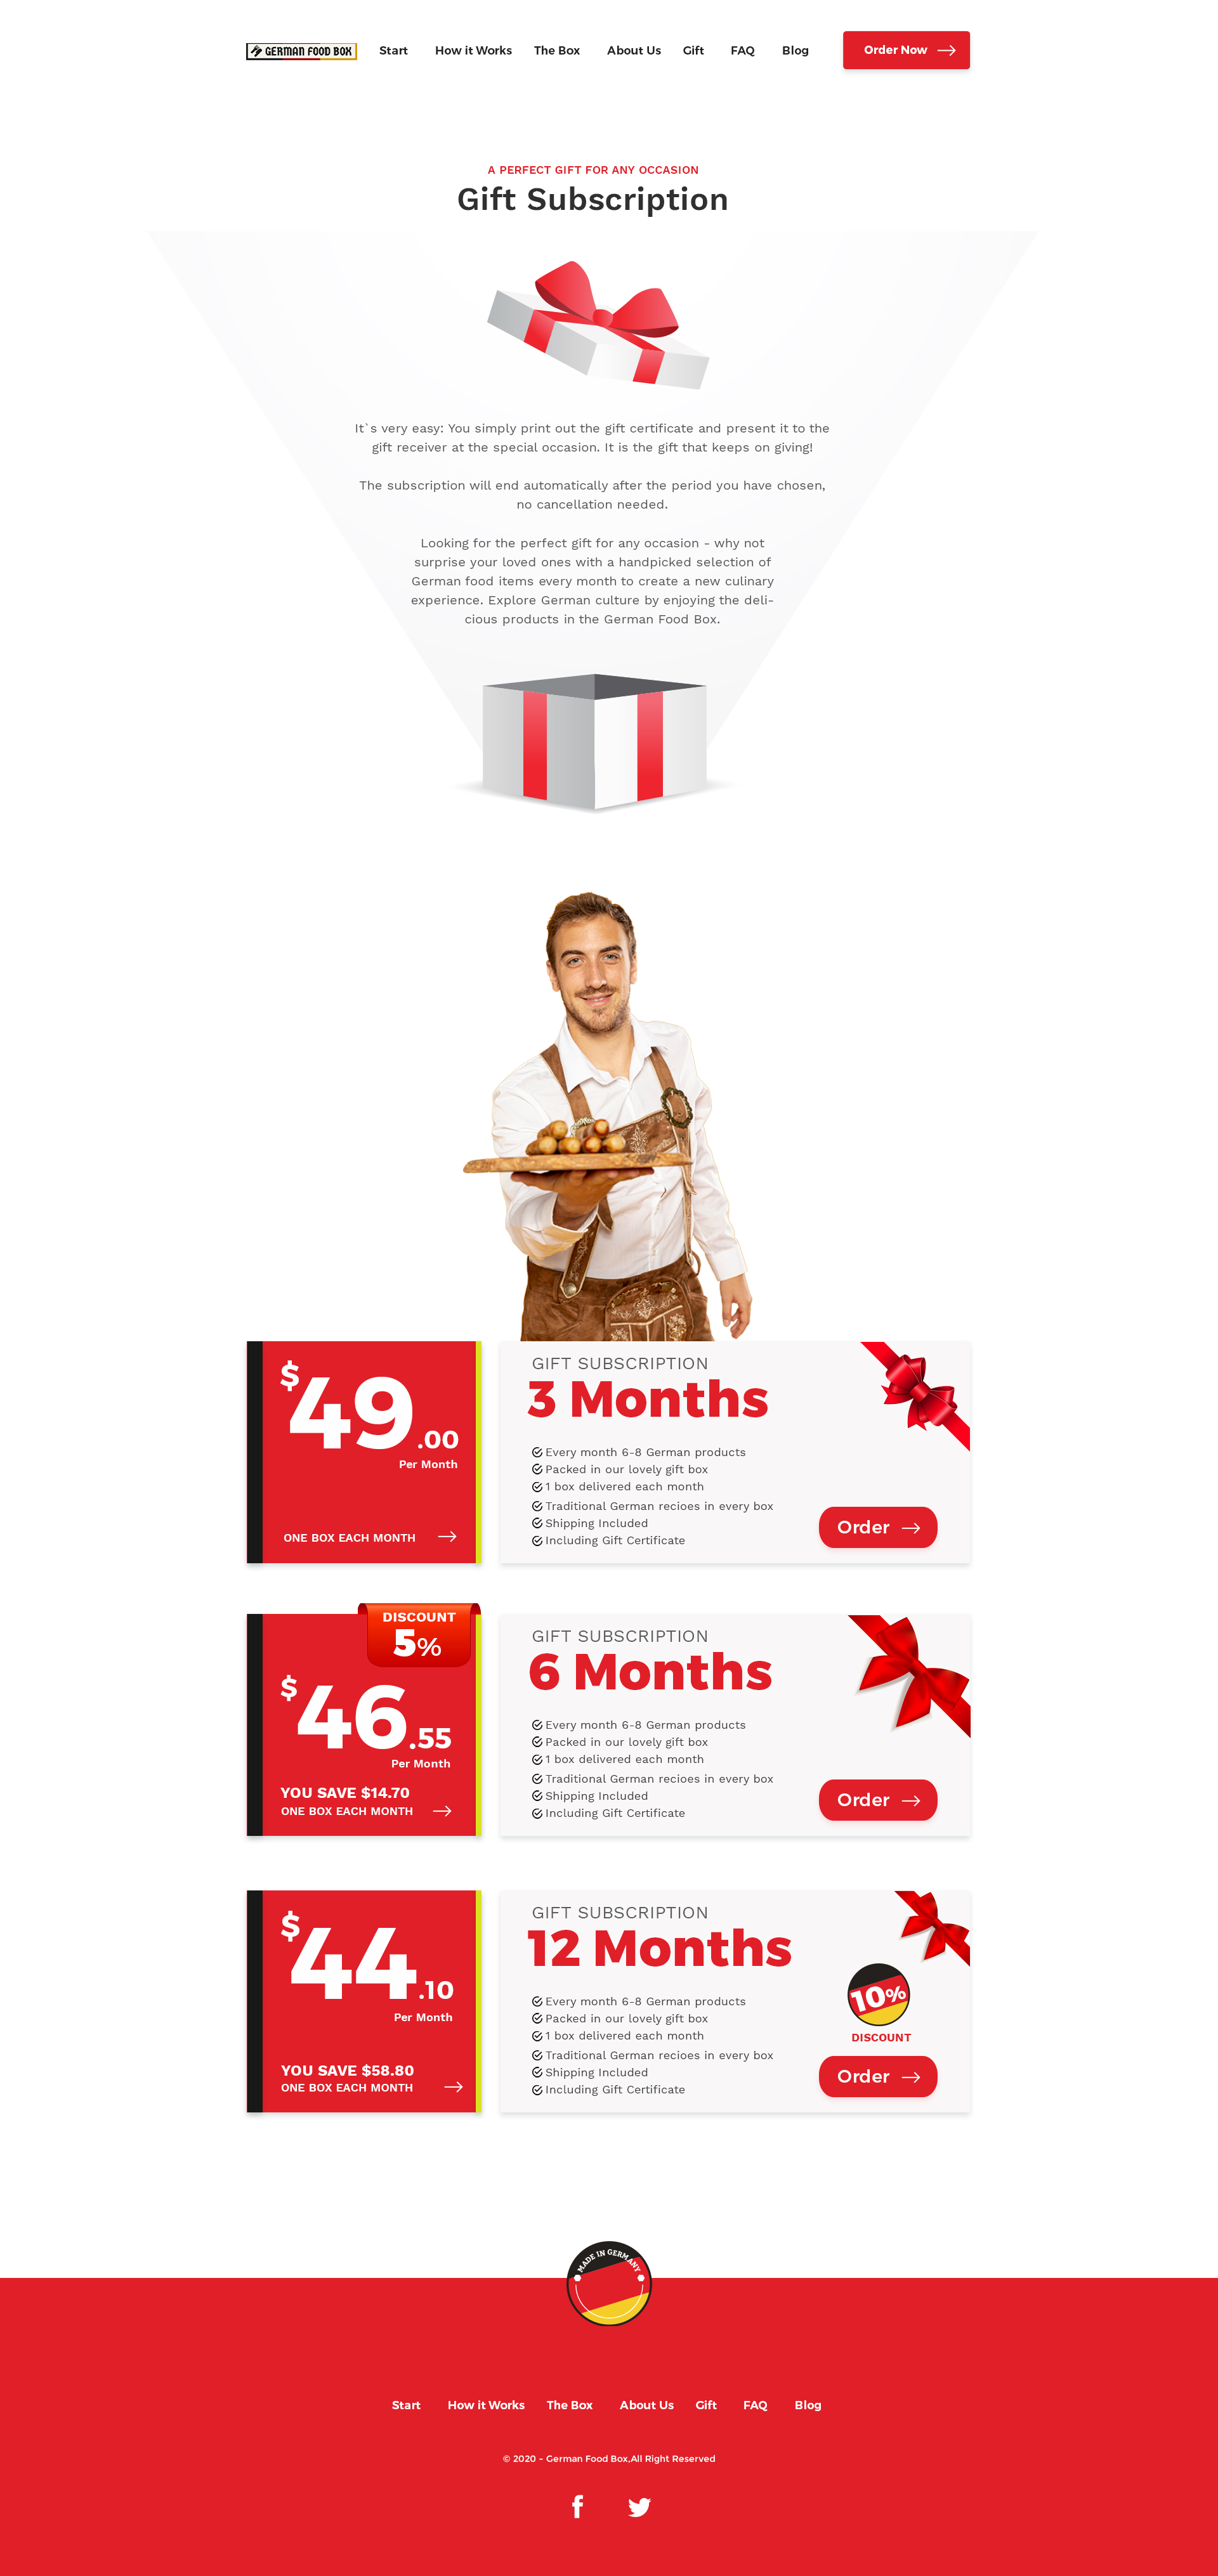 GERMAN FOOD BOX
Start How it Works The Box About Us Gift FAQ Blog Order Now
A PERFECT GIFT FOR ANY OCCASION
Gift Subscription
It`s very easy: You simply print out the gift certificate and present it to the
gift receiver at the special occasion. It is the gift that keeps on giving!
The subscription will end automatically after the period you have chosen,
no cancellation needed.
Looking for the perfect gift for any occasion - why not
surprise your loved ones with a handpicked selection of
German food items every month to create a new culinary
experience. Explore German culture by enjoying the deli-
cious products in the German Food Box.
$49.00
Per Month
ONE BOX EACH MONTH
GIFT SUBSCRIPTION
3 Months
Every month 6-8 German products
Packed in our lovely gift box
1 box delivered each month
Traditional German recioes in every box
Shipping Included
Including Gift Certificate
Order
DISCOUNT
5%
$46.55
Per Month
YOU SAVE $14.70
ONE BOX EACH MONTH
GIFT SUBSCRIPTION
6 Months
Every month 6-8 German products
Packed in our lovely gift box
1 box delivered each month
Traditional German recioes in every box
Shipping Included
Including Gift Certificate
Order
$44.10
Per Month
YOU SAVE $58.80
ONE BOX EACH MONTH
GIFT SUBSCRIPTION
12 Months
Every month 6-8 German products
Packed in our lovely gift box
1 box delivered each month
Traditional German recioes in every box
Shipping Included
Including Gift Certificate
10%
DISCOUNT
Order
MADE IN GERMANY
Start How it Works The Box About Us Gift FAQ Blog
© 2020 - German Food Box,All Right Reserved